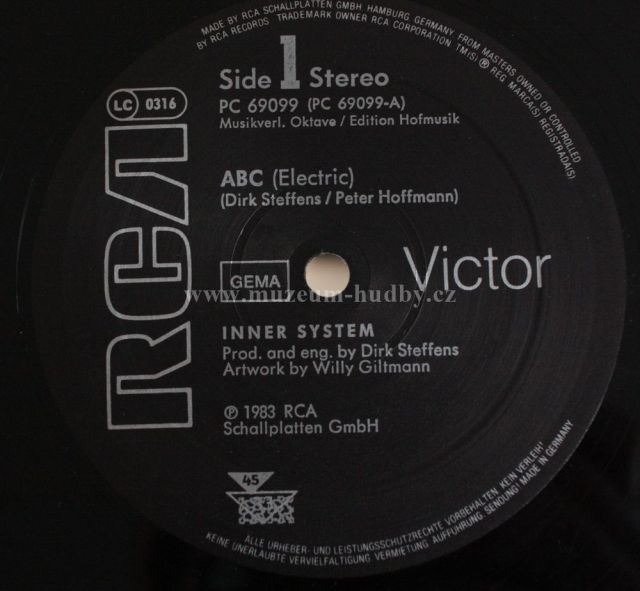 MADE BY RCA SCHALLPLATTEN GMBH HAMBURG GERMANY FROM MASTERS OWNED OR CONTROLLED
BY RCA RECORDS TRADEMARK OWNER RCA CORPORATION TM(S) ® REG. MARCA(S) REGISTRADA(S)
Side 1 Stereo
LC 0316
PC 69099 (PC 69099-A)
Musikverl. Oktave / Edition Hofmusik
ABC (Electric)
(Dirk Steffens / Peter Hoffmann)
RCA
Victor
GEMA
www.muzeum-hudby.cz
INNER SYSTEM
Prod. and eng. by Dirk Steffens
Artwork by Willy Giltmann
℗ 1983 RCA
Schallplatten GmbH
45
ALLE URHEBER- UND LEISTUNGSSCHUTZRECHTE VORBEHALTEN KEIN VERLEIH!
KEINE UNERLAUBTE VERVIELFÄLTIGUNG VERMIETUNG AUFFÜHRUNG SENDUNG! MADE IN GERMANY